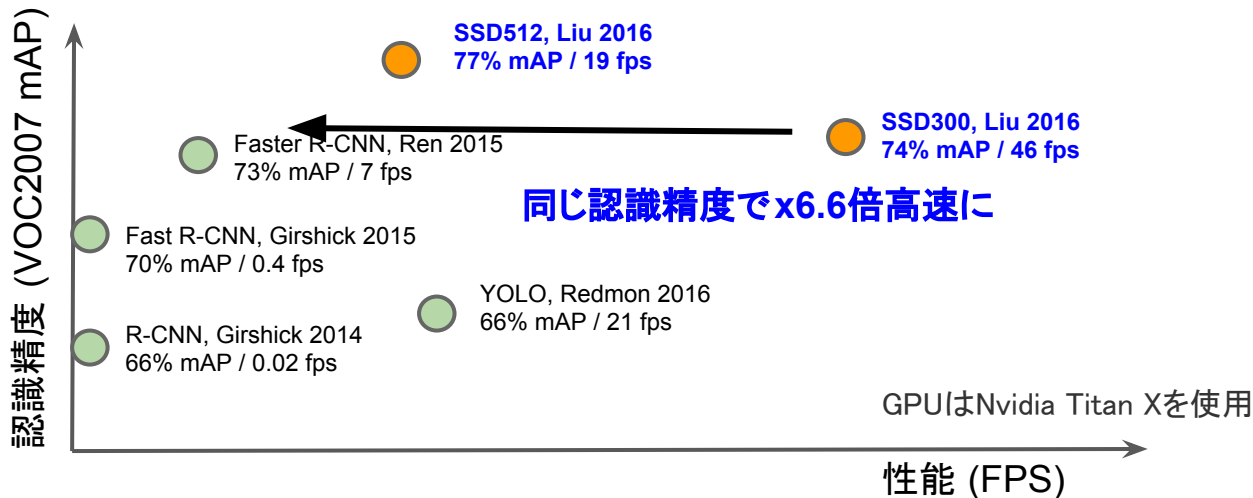 認識精度 (VOC2007 mAP)
SSD512, Liu 2016
77% mAP / 19 fps
SSD300, Liu 2016
74% mAP / 46 fps
Faster R-CNN, Ren 2015
73% mAP / 7 fps
同じ認識精度でx6.6倍高速に
Fast R-CNN, Girshick 2015
70% mAP / 0.4 fps
YOLO, Redmon 2016
66% mAP / 21 fps
R-CNN, Girshick 2014
66% mAP / 0.02 fps
GPUはNvidia Titan Xを使用
性能 (FPS)